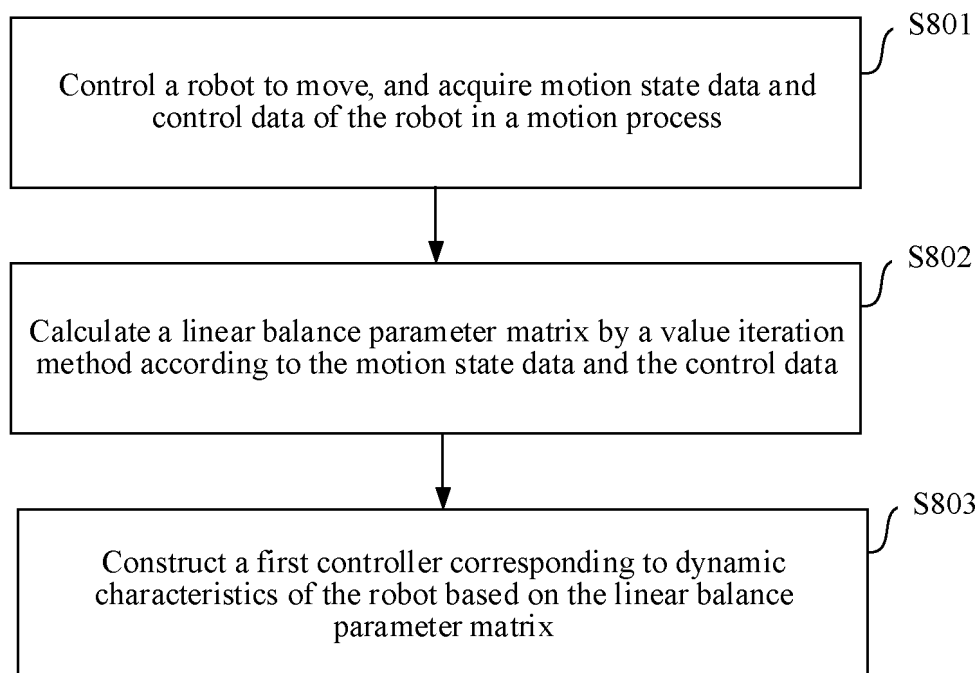 S801
Control a robot to move, and acquire motion state data and
control data of the robot in a motion process
S802
Calculate a linear balance parameter matrix by a value iteration
method according to the motion state data and the control data
S803
Construct a first controller corresponding to dynamic
characteristics of the robot based on the linear balance
parameter matrix